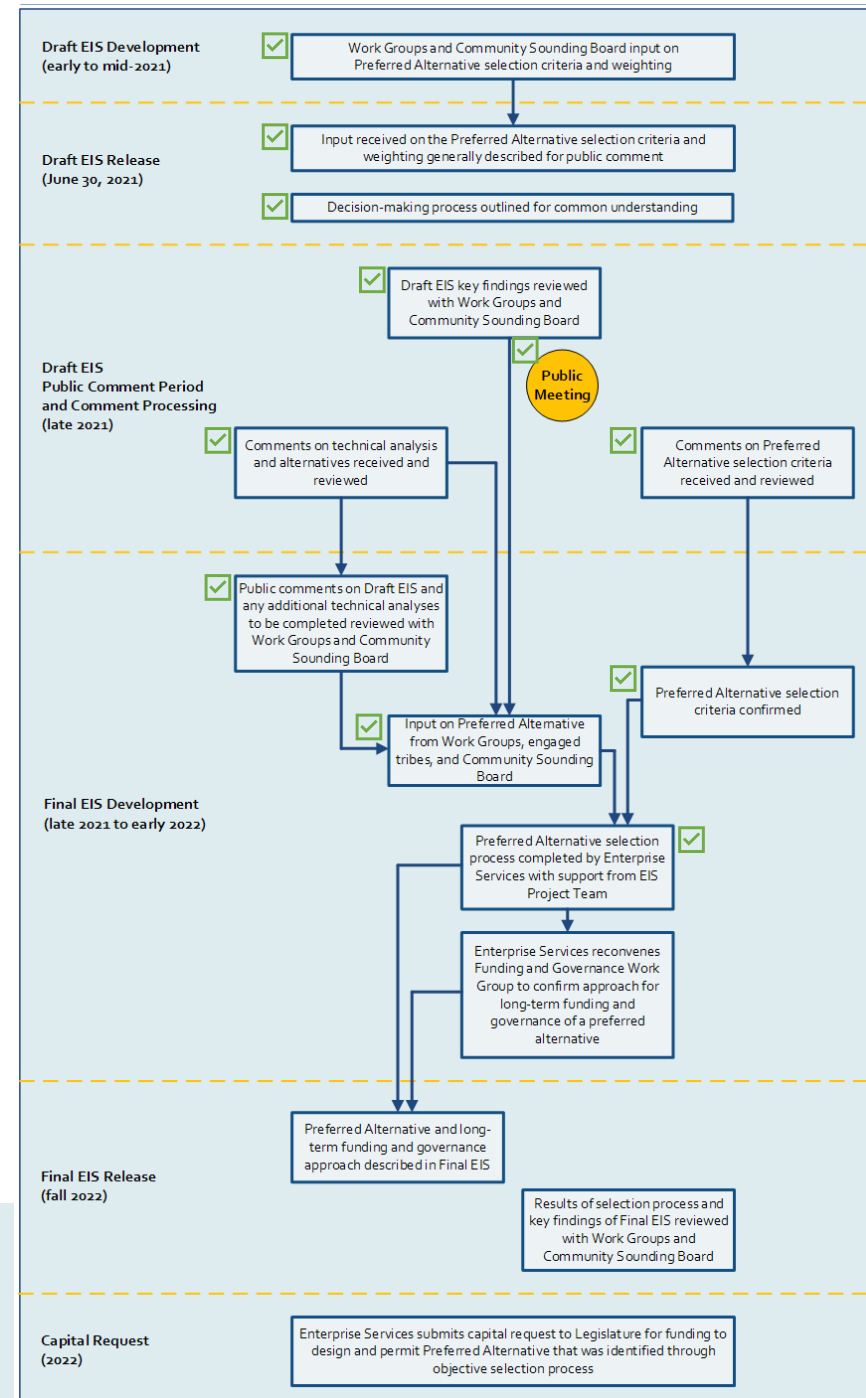 Draft EIS Development
(early to mid-2021)
Work Groups and Community Sounding Board input on
Preferred Alternative selection criteria and weighting
Draft EIS Release
(June 30, 2021)
Input received on the Preferred Alternative selection criteria and
weighting generally described for public comment
Decision-making process outlined for common understanding
Draft EIS
Public Comment Period
and Comment Processing
(late 2021)
Draft EIS key findings reviewed
with Work Groups and
Community Sounding Board
Public
Meeting
Comments on technical analysis
and alternatives received and
reviewed
Comments on Preferred
Alternative selection criteria
received and reviewed
Final EIS Development
(late 2021 to early 2022)
Public comments on Draft EIS and
any additional technical analyses
to be completed reviewed with
Work Groups and Community
Sounding Board
Preferred Alternative selection
criteria confirmed
Input on Preferred Alternative
from Work Groups, engaged
tribes, and Community Sounding
Board
Preferred Alternative selection
process completed by Enterprise
Services with support from EIS
Project Team
Enterprise Services reconvenes
Funding and Governance Work
Group to confirm approach for
long-term funding and
governance of a preferred
alternative
Final EIS Release
(fall 2022)
Preferred Alternative and long-
term funding and governance
approach described in Final EIS
Results of selection process and
key findings of Final EIS reviewed
with Work Groups and
Community Sounding Board
Capital Request
(2022)
Enterprise Services submits capital request to Legislature for funding to
design and permit Preferred Alternative that was identified through
objective selection process